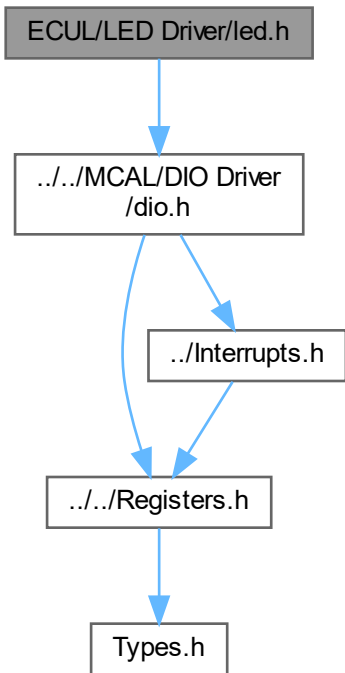 ECUL/LED Driver/led.h
../../MCAL/DIO Driver
/dio.h
../Interrupts.h
../../Registers.h
Types.h